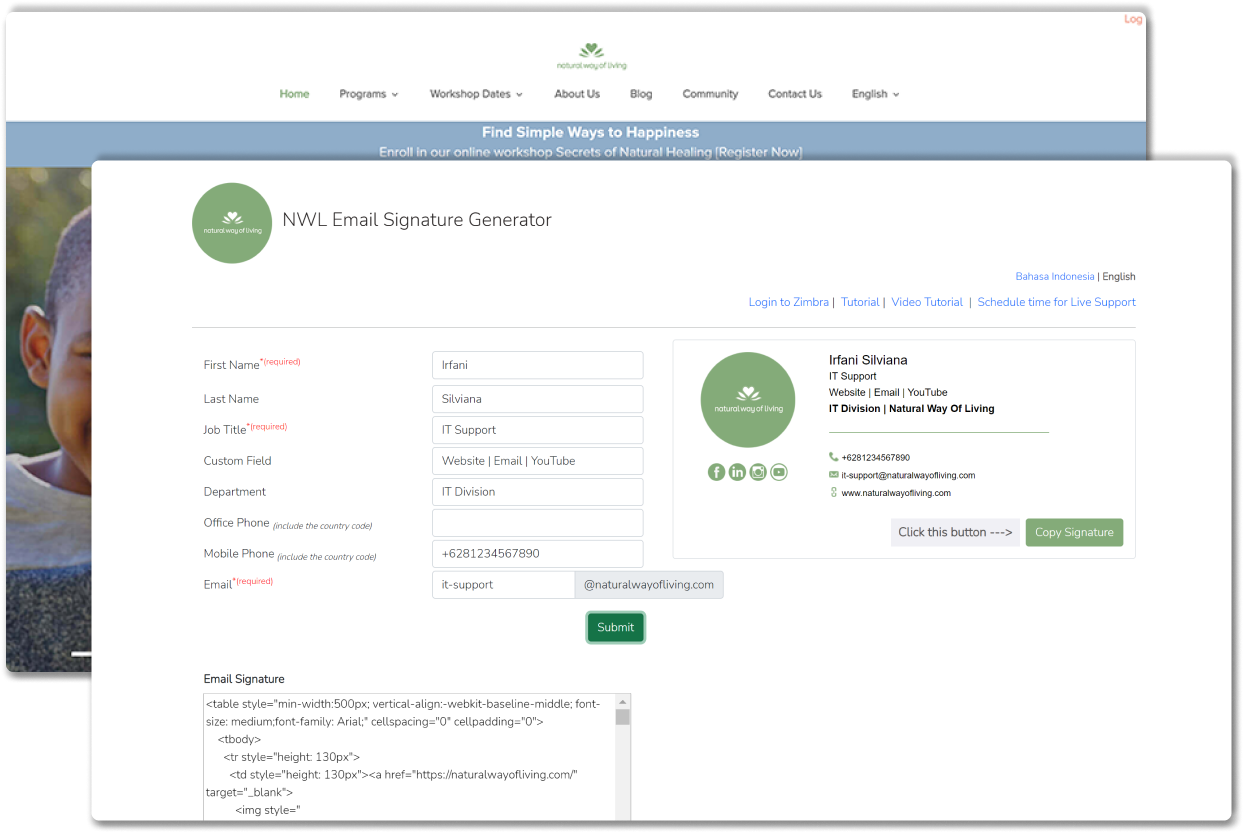 Log
natural way of living
Home Programs Workshop Dates About Us Blog Community Contact Us English
Find Simple Ways to Happiness
Enroll in our online workshop Secrets of Natural Healing [Register Now]
natural way of living
NWL Email Signature Generator
Bahasa Indonesia | English
Login to Zimbra | Tutorial | Video Tutorial | Schedule time for Live Support
First Name*(required) Irfani
Last Name Silviana
Job Title*(required) IT Support
Custom Field Website | Email | YouTube
Department IT Division
Office Phone (include the country code)
Mobile Phone (include the country code) +6281234567890
Email*(required) it-support @naturalwayofliving.com
Submit
natural way of living
Irfani Silviana
IT Support
Website | Email | YouTube
IT Division | Natural Way Of Living
+6281234567890
it-support@naturalwayofliving.com
www.naturalwayofliving.com
Click this button ---> Copy Signature
Email Signature
<table style="min-width:500px; vertical-align:-webkit-baseline-middle; font-
size: medium;font-family: Arial;" cellspacing="0" cellpadding="0">
<tbody>
<tr style="height: 130px">
<td style="height: 130px"><a href="https://naturalwayofliving.com/"
target="_blank">
<img style="